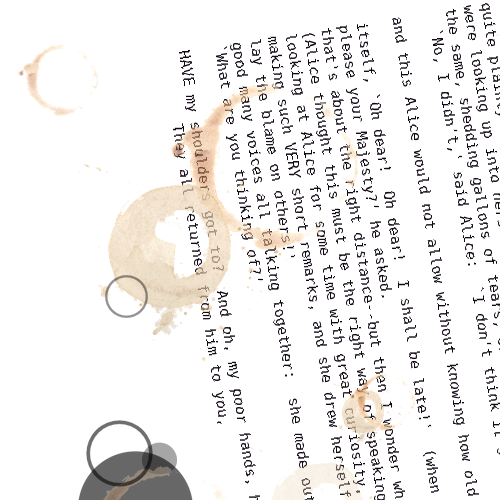 quite plainly
were looking up into hers
the same, shedding gallons of tears,
`No, I didn't,' said Alice: `I don't think it's
and this Alice would not allow without knowing how old
itself, `Oh dear! Oh dear! I shall be late!' (when
please your Majesty?' he asked.
that's about the right distance--but then I wonder wh
(Alice thought this must be the right way of speaking
looking at Alice for some time with great curiosity,
making such VERY short remarks, and she drew herself
lay the blame on others!'
good many voices all talking together: she made out
`What are you thinking of?'
HAVE my shoulders got to? And oh, my poor hands, h
They all returned from him to you,